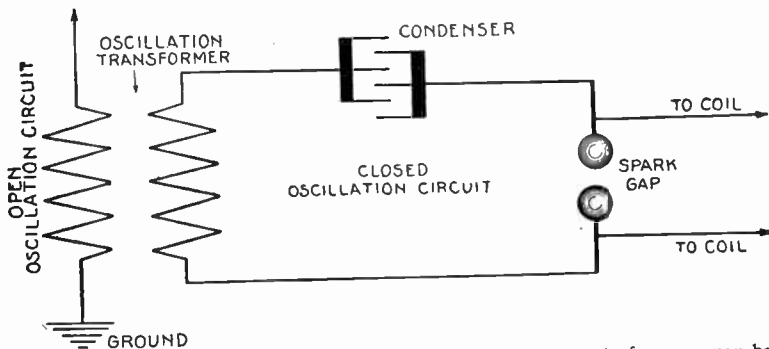 OSCILLATION
TRANSFORMER
CONDENSER
OPEN
OSCILLATION CIRCUIT
TO COIL
CLOSED
OSCILLATION CIRCUIT
SPARK
GAP
TO COIL
GROUND